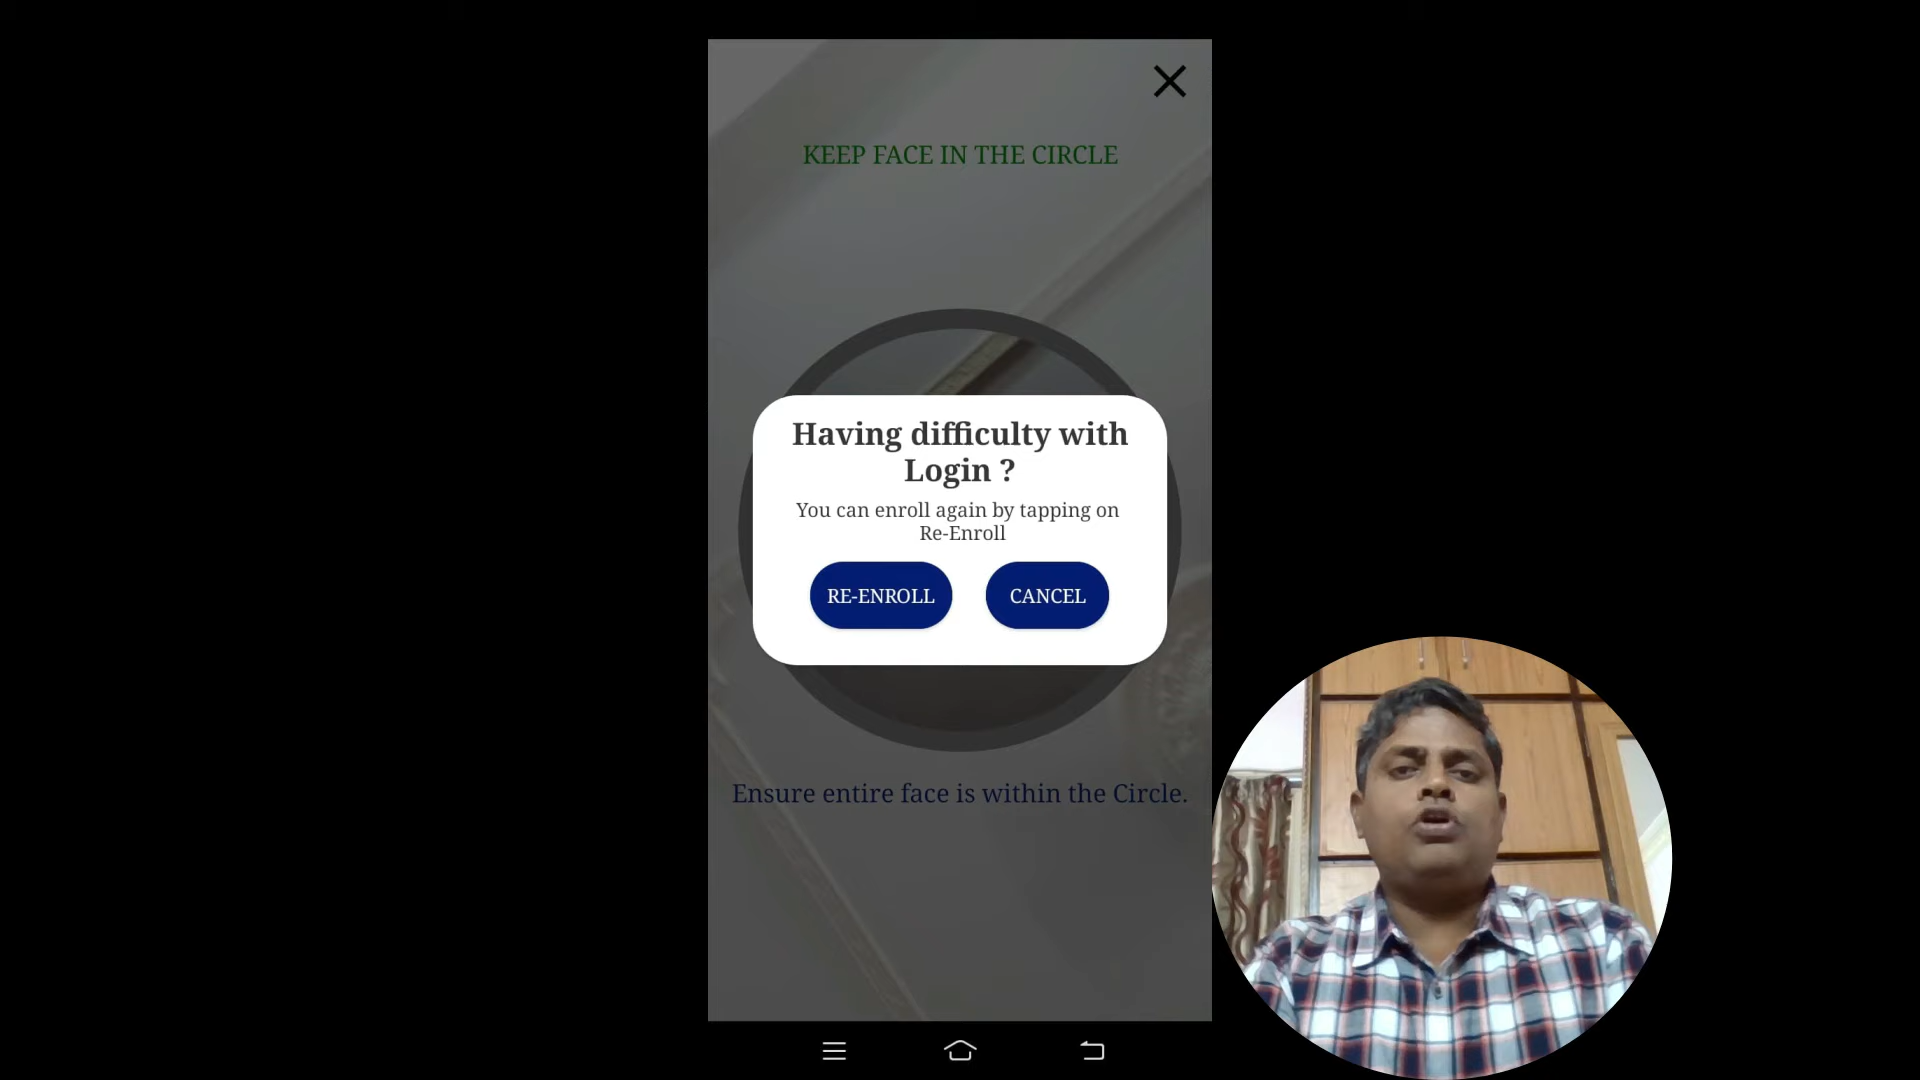 KEEP FACE IN THE CIRCLE
Having difficulty with
Login ?
You can enroll again by tapping on
Re-Enroll
RE-ENROLL
CANCEL
Ensure entire face is within the Circle.